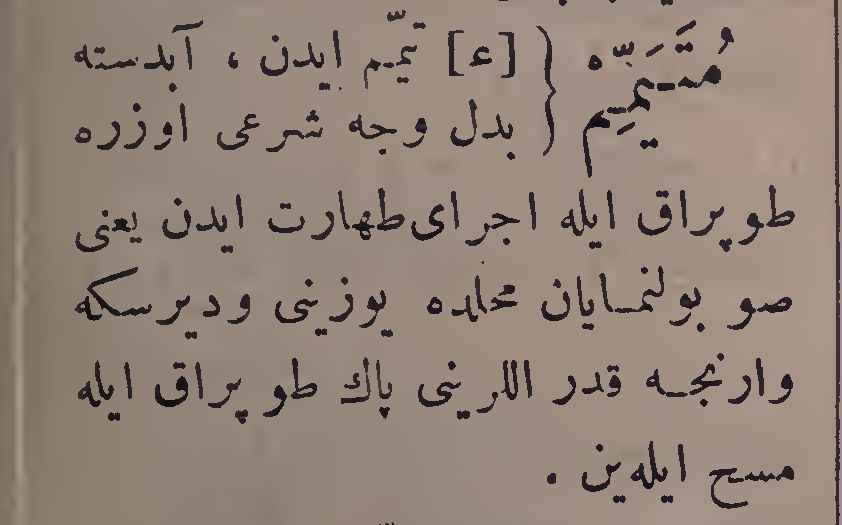 مُتَیَمِّم ه { [ع] تیمّم ایدن ، آبدسته
بدل وجه شرعی اوزره
طوپراق ایله اجرای طهارت ایدن یعنی
صو بولنمایان محلده یوزینی ودیرسکه
وارنجه قدر اللرینی پاك طوپراق ایله
مسح ایله‌ین .